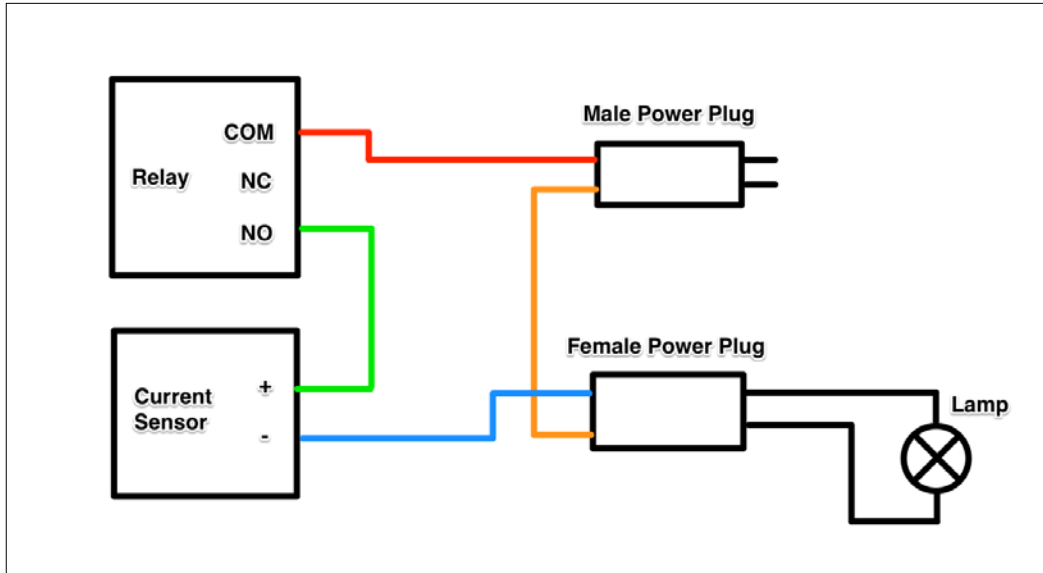 Male Power Plug
COM
Relay
NC
NO
Female Power Plug
Current
Sensor
+
-
Lamp